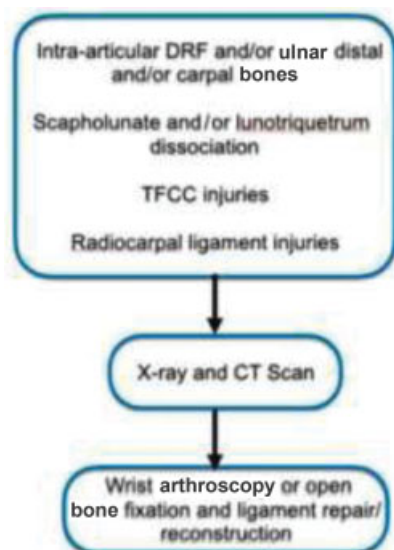 Intra-articular DRF and/or ulnar distal
and/or carpal bones
Scapholunate and/or lunotriquetrum
dissociation
TFCC injuries
Radiocarpal ligament injuries
X-ray and CT Scan
Wrist arthroscopy or open
bone fixation and ligament repair/
reconstruction